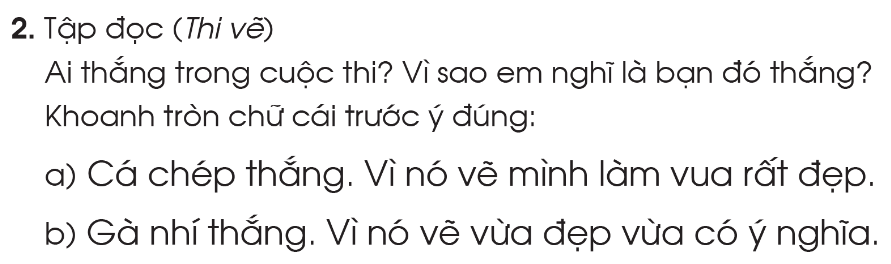 2. Tập đọc (Thi vẽ)
Ai thắng trong cuộc thi? Vì sao em nghĩ là bạn đó thắng?
Khoanh tròn chữ cái trước ý đúng:
a) Cá chép thắng. Vì nó vẽ mình làm vua rất đẹp.
b) Gà nhí thắng. Vì nó vẽ vừa đẹp vừa có ý nghĩa.